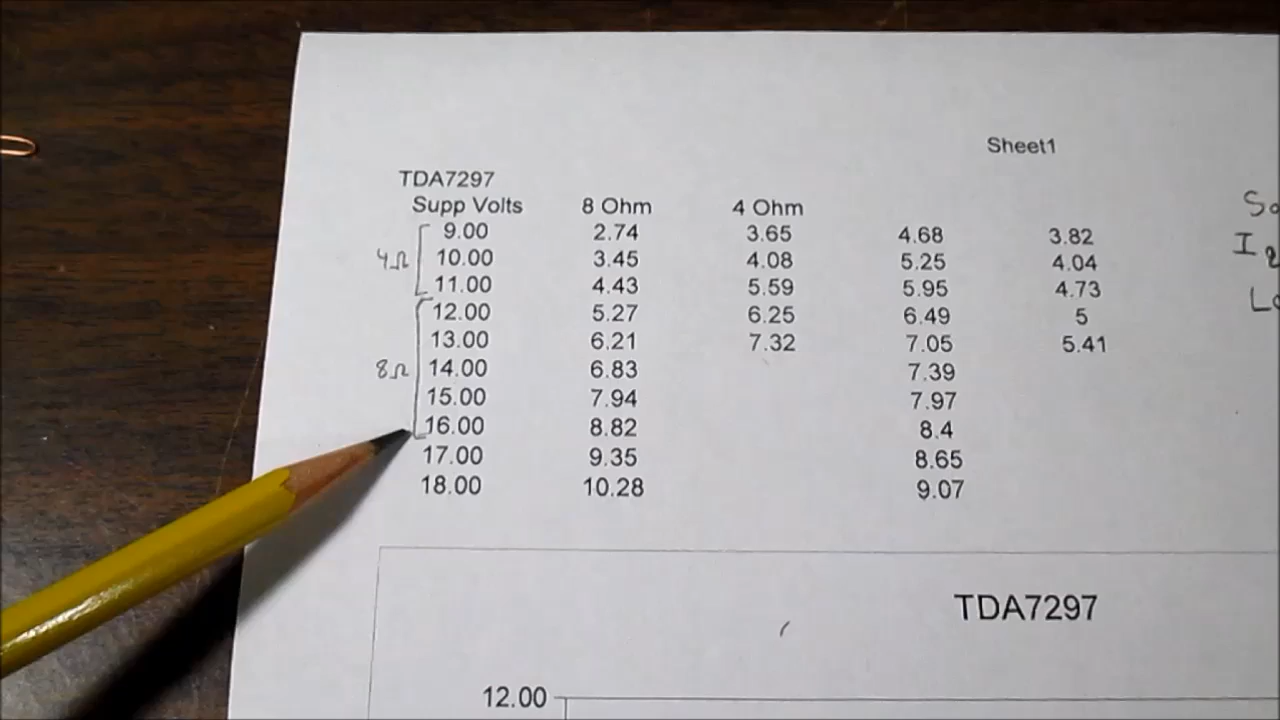 Sheet1
TDA7297
Supp Volts 8 Ohm 4 Ohm
9.00 2.74 3.65 4.68 3.82
4Ω 10.00 3.45 4.08 5.25 4.04
11.00 4.43 5.59 5.95 4.73
12.00 5.27 6.25 6.49 5
13.00 6.21 7.32 7.05 5.41
8Ω 14.00 6.83 7.39
15.00 7.94 7.97
16.00 8.82 8.4
17.00 9.35 8.65
18.00 10.28 9.07
TDA7297
12.00